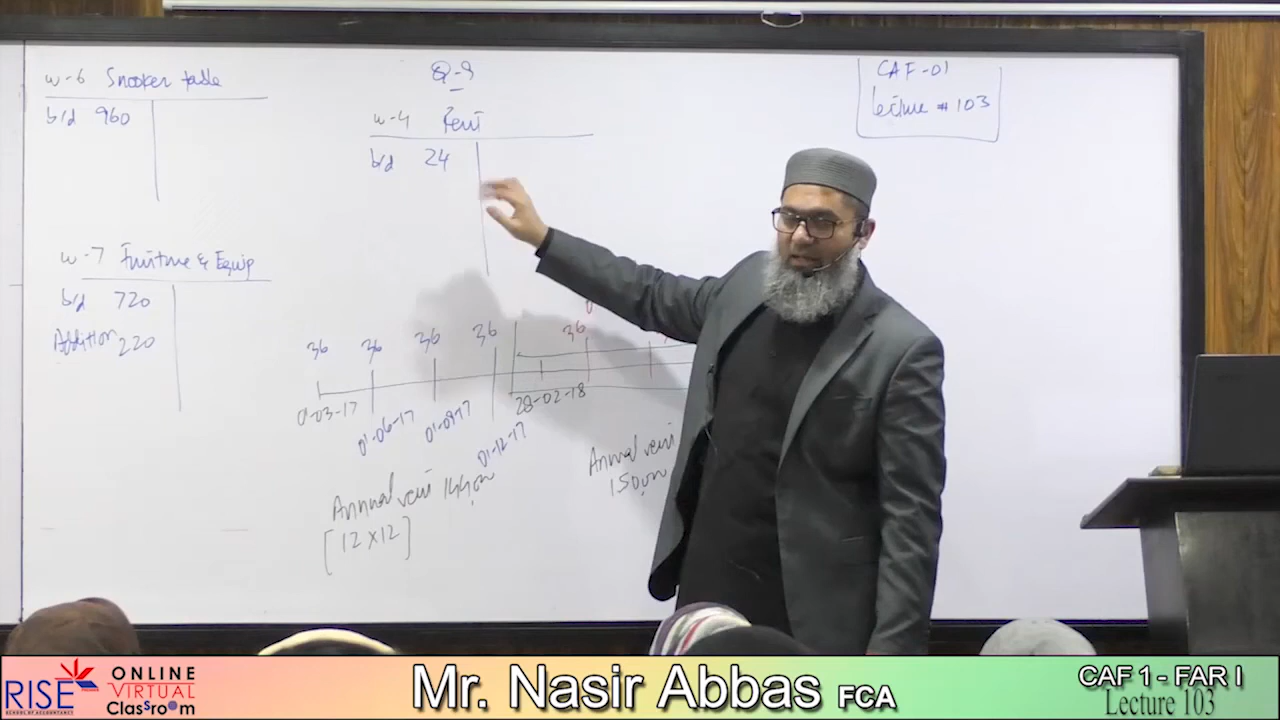 w-6 Snooker table
b/d 960
w-7 Furniture & Equip
b/d 720
Addition 220
Q-9
w-4 Rent
b/d 24
CAF-01
Lecture # 103
36 36 36 36 36
01-06-17
01-09-17
01-12-17
28-02-18
Annual rent 144,000
[12 x 12]
Annual rent
150,000
RISE
SCHOOL OF ACCOUNTANCY
ONLINE
VIRTUAL
ClassroOm
Mr. Nasir Abbas FCA
CAF 1 - FAR I
Lecture 103